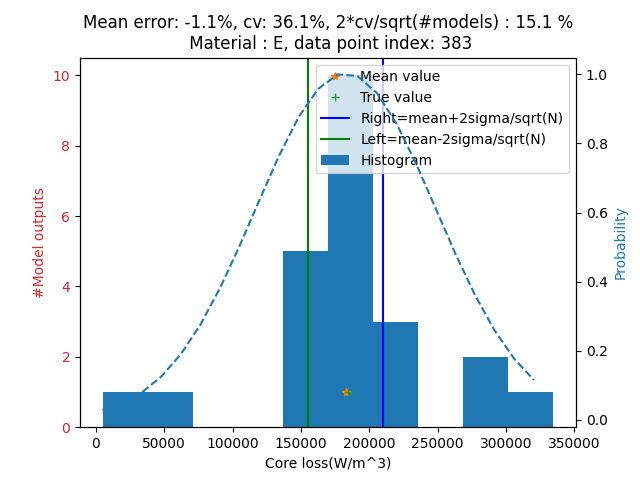 Mean error: -1.1%, cv: 36.1%, 2*cv/sqrt(#models) : 15.1 %
Material : E, data point index: 383
Mean value
True value
Right=mean+2sigma/sqrt(N)
Left=mean-2sigma/sqrt(N)
Histogram
#Model outputs
10
8
6
4
2
0
1.0
0.8
0.6
0.4
0.2
0.0
Probability
0 50000 100000 150000 200000 250000 300000 350000
Core loss(W/m^3)